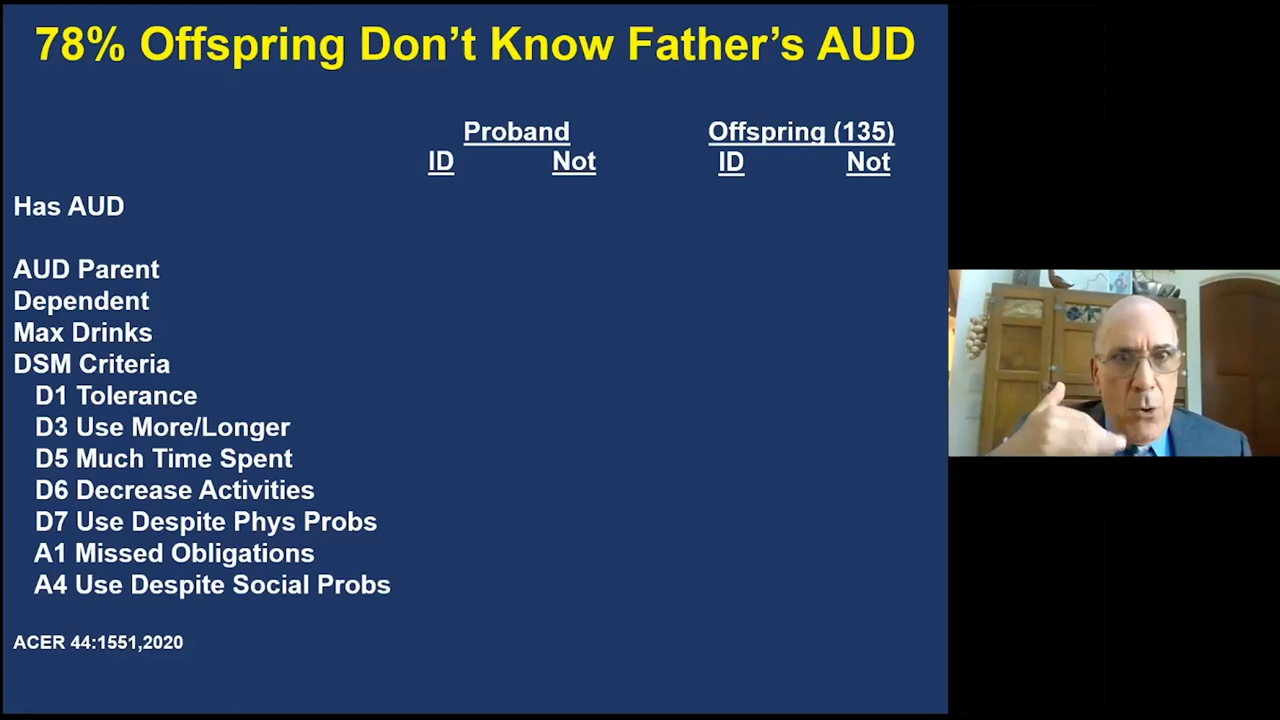 78% Offspring Don't Know Father's AUD
Proband Offspring (135)
ID Not ID Not
Has AUD
AUD Parent
Dependent
Max Drinks
DSM Criteria
D1 Tolerance
D3 Use More/Longer
D5 Much Time Spent
D6 Decrease Activities
D7 Use Despite Phys Probs
A1 Missed Obligations
A4 Use Despite Social Probs
ACER 44:1551,2020